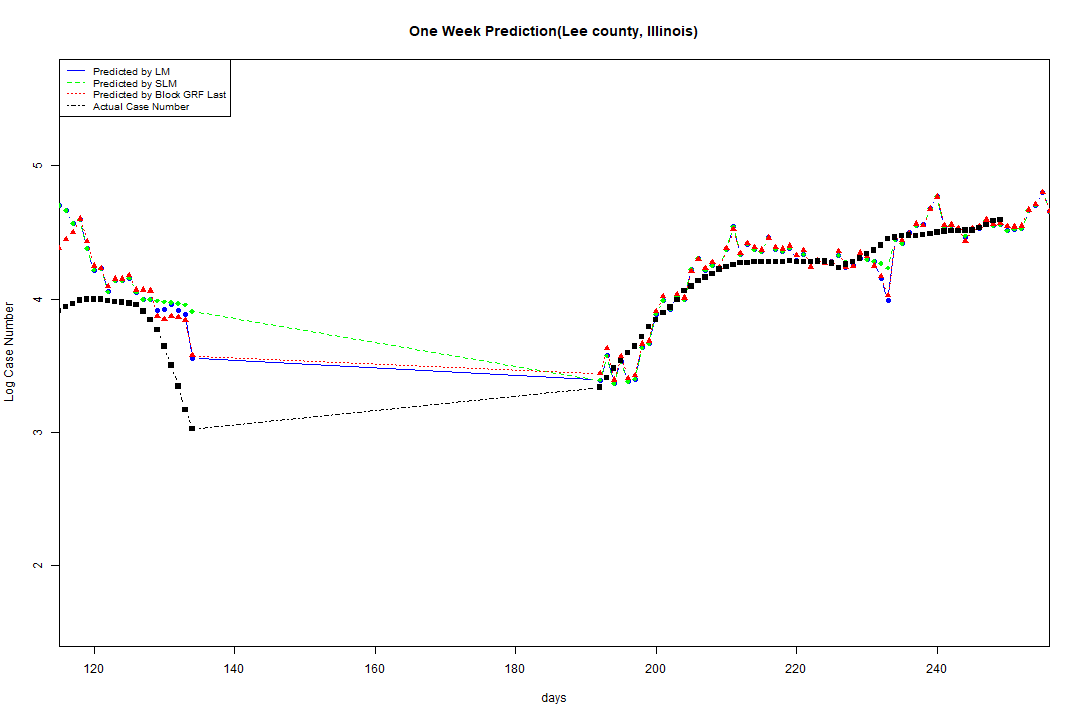 One Week Prediction(Lee county, Illinois)
Predicted by LM
Predicted by SLM
Predicted by Block GRF Last
Actual Case Number
5
4
3
2
Log Case Number
120 140 160 180 200 220 240
days